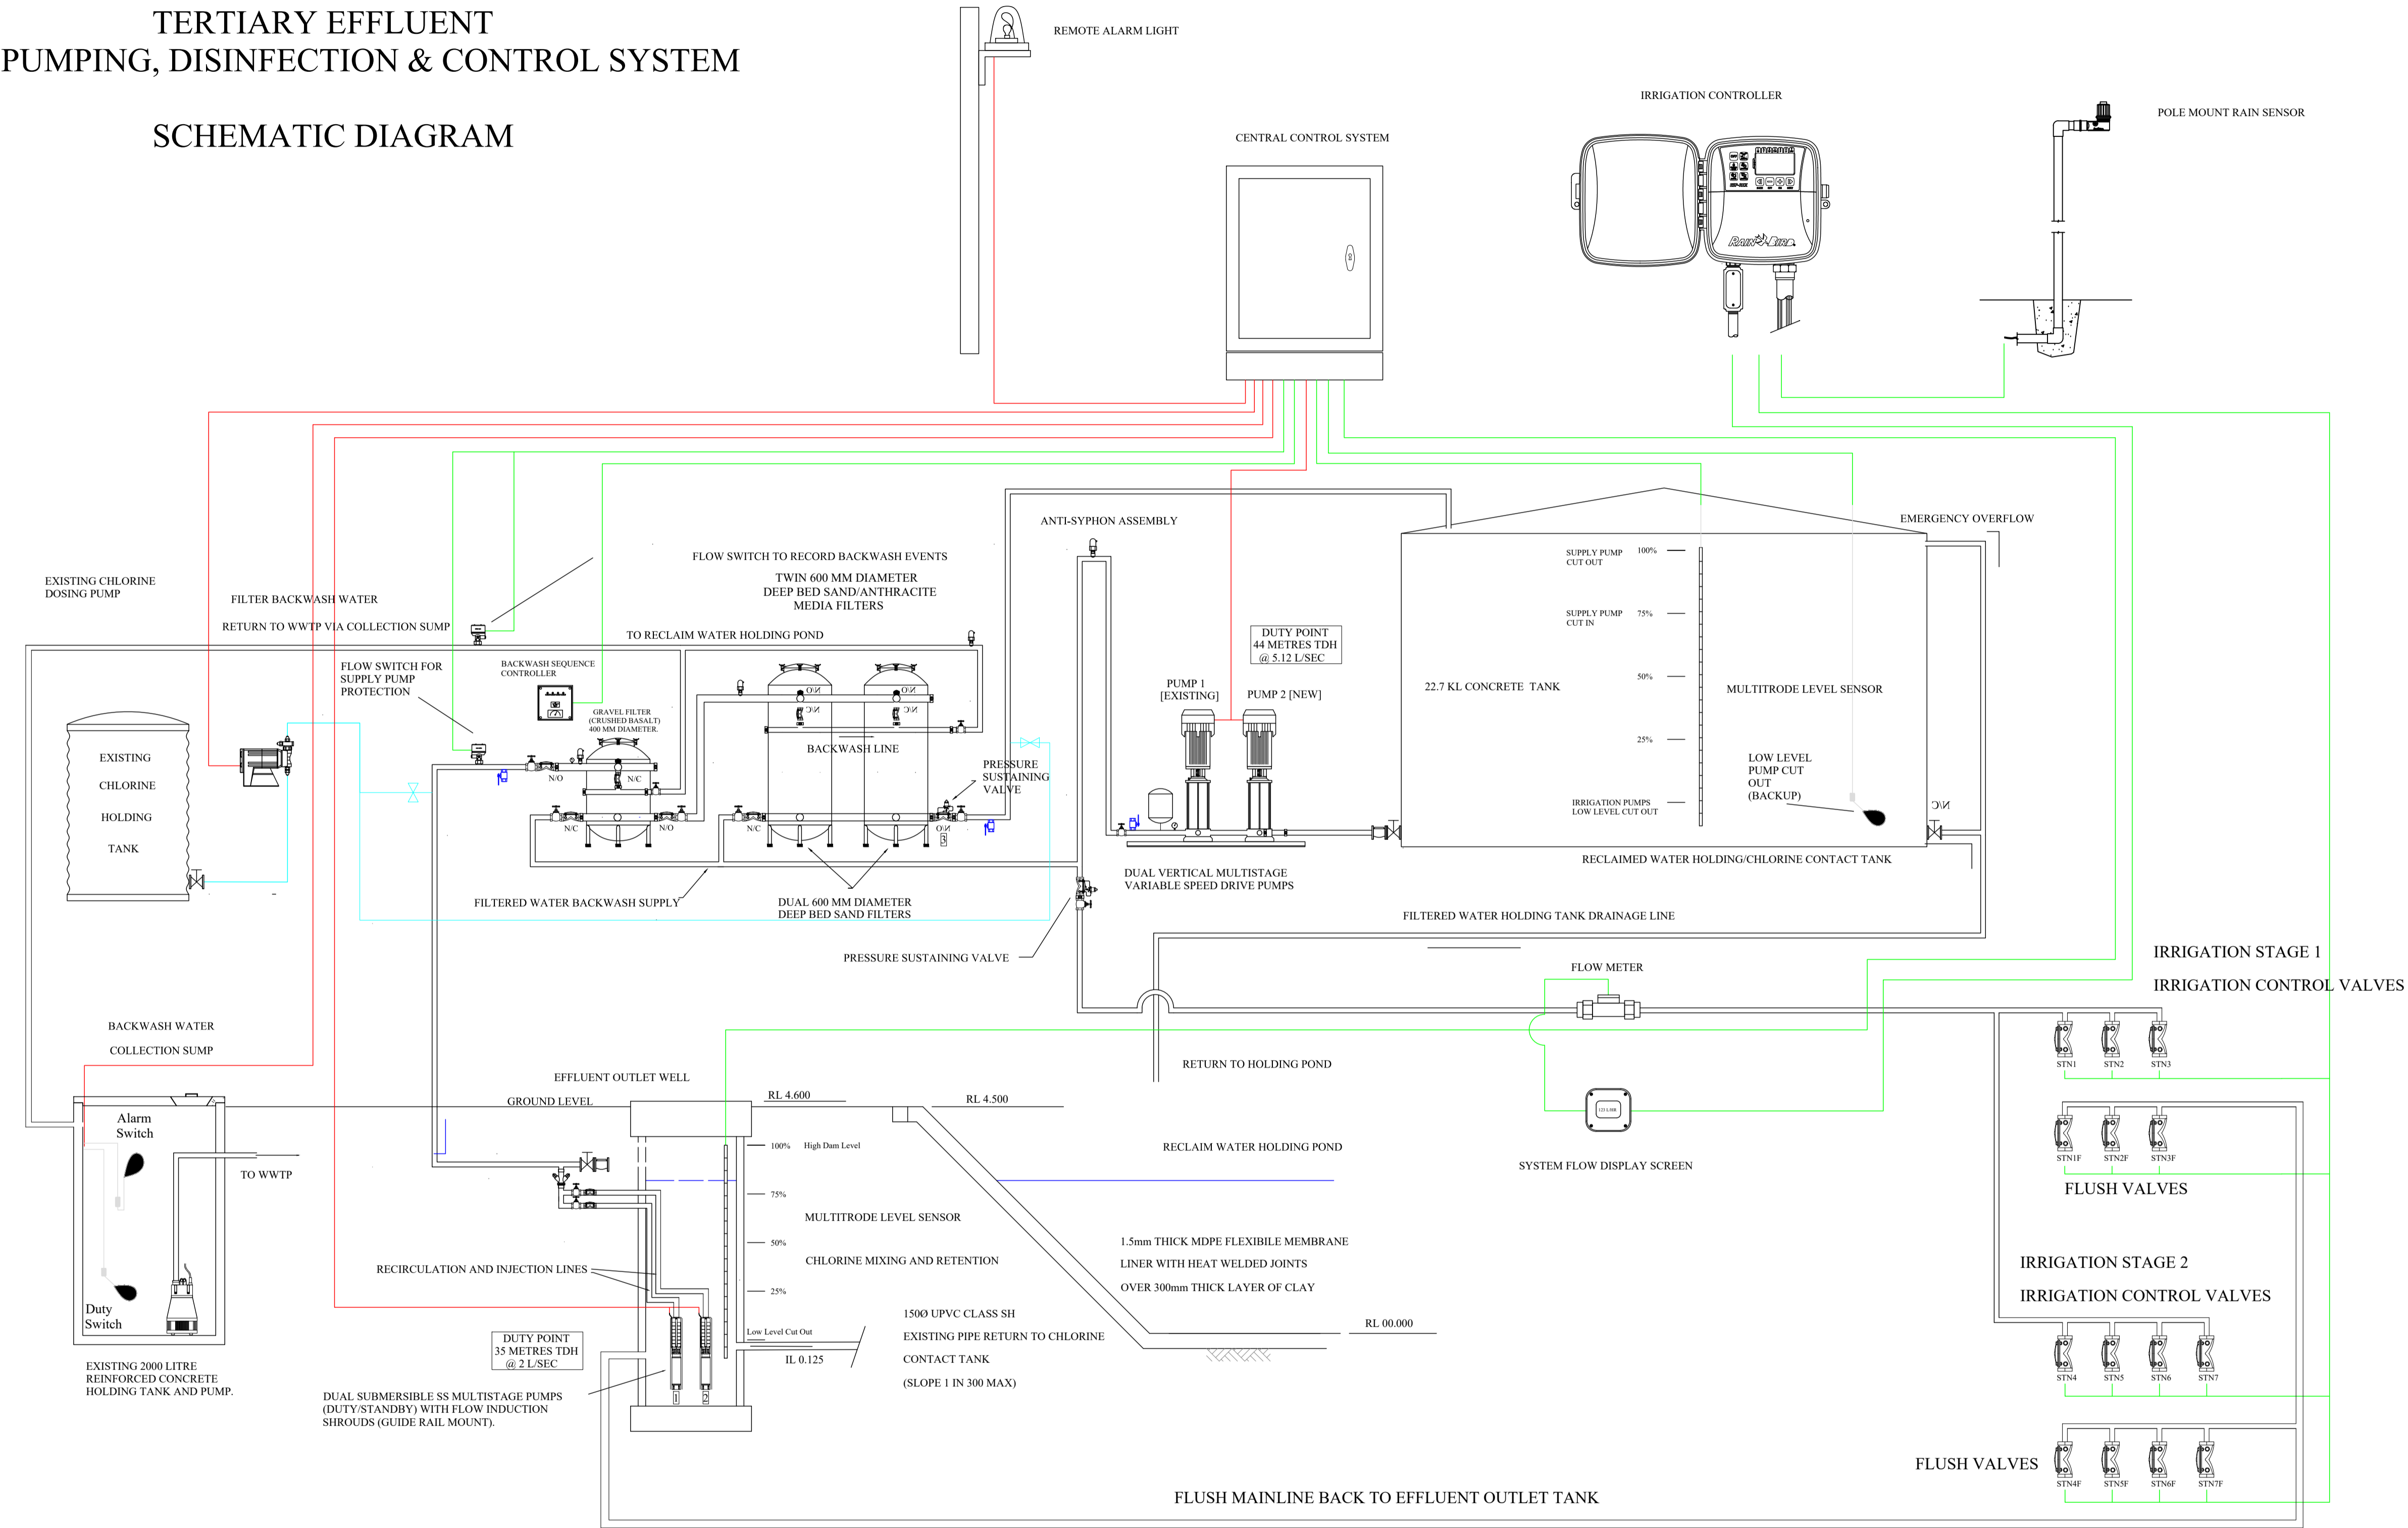 TERTIARY EFFLUENT
PUMPING, DISINFECTION & CONTROL SYSTEM
SCHEMATIC DIAGRAM
REMOTE ALARM LIGHT
CENTRAL CONTROL SYSTEM
IRRIGATION CONTROLLER
RAIN BIRD
POLE MOUNT RAIN SENSOR
EXISTING CHLORINE
DOSING PUMP
FILTER BACKWASH WATER
RETURN TO WWTP VIA COLLECTION SUMP
FLOW SWITCH TO RECORD BACKWASH EVENTS
TWIN 600 MM DIAMETER
DEEP BED SAND/ANTHRACITE
MEDIA FILTERS
TO RECLAIM WATER HOLDING POND
FLOW SWITCH FOR
SUPPLY PUMP
PROTECTION
BACKWASH SEQUENCE
CONTROLLER
GRAVEL FILTER
(CRUSHED BASALT)
400 MM DIAMETER.
N/O
N/C
N/C
N/O
N/O
N/C
N/O
N/C
BACKWASH LINE
N/C
N/O
3
PRESSURE
SUSTAINING
VALVE
EXISTING
CHLORINE
HOLDING
TANK
FILTERED WATER BACKWASH SUPPLY
DUAL 600 MM DIAMETER
DEEP BED SAND FILTERS
PRESSURE SUSTAINING VALVE
ANTI-SYPHON ASSEMBLY
DUTY POINT
44 METRES TDH
@ 5.12 L/SEC
PUMP 1
[EXISTING]
PUMP 2 [NEW]
DUAL VERTICAL MULTISTAGE
VARIABLE SPEED DRIVE PUMPS
EMERGENCY OVERFLOW
SUPPLY PUMP
CUT OUT
100%
SUPPLY PUMP
CUT IN
75%
50%
25%
22.7 KL CONCRETE TANK
MULTITRODE LEVEL SENSOR
LOW LEVEL
PUMP CUT
OUT
(BACKUP)
IRRIGATION PUMPS
LOW LEVEL CUT OUT
N/C
RECLAIMED WATER HOLDING/CHLORINE CONTACT TANK
FILTERED WATER HOLDING TANK DRAINAGE LINE
FLOW METER
IRRIGATION STAGE 1
IRRIGATION CONTROL VALVES
STN1
STN2
STN3
STN1F
STN2F
STN3F
FLUSH VALVES
BACKWASH WATER
COLLECTION SUMP
Alarm
Switch
TO WWTP
Duty
Switch
EXISTING 2000 LITRE
REINFORCED CONCRETE
HOLDING TANK AND PUMP.
EFFLUENT OUTLET WELL
GROUND LEVEL
RL 4.600
RL 4.500
RETURN TO HOLDING POND
100%
High Dam Level
75%
MULTITRODE LEVEL SENSOR
50%
CHLORINE MIXING AND RETENTION
25%
RECIRCULATION AND INJECTION LINES
RECLAIM WATER HOLDING POND
1.5mm THICK MDPE FLEXIBILE MEMBRANE
LINER WITH HEAT WELDED JOINTS
OVER 300mm THICK LAYER OF CLAY
RL 00.000
150Ø UPVC CLASS SH
EXISTING PIPE RETURN TO CHLORINE
CONTACT TANK
(SLOPE 1 IN 300 MAX)
Low Level Cut Out
IL 0.125
DUTY POINT
35 METRES TDH
@ 2 L/SEC
DUAL SUBMERSIBLE SS MULTISTAGE PUMPS
(DUTY/STANDBY) WITH FLOW INDUCTION
SHROUDS (GUIDE RAIL MOUNT).
1
2
SYSTEM FLOW DISPLAY SCREEN
IRRIGATION STAGE 2
IRRIGATION CONTROL VALVES
STN4
STN5
STN6
STN7
FLUSH VALVES
STN4F
STN5F
STN6F
STN7F
FLUSH MAINLINE BACK TO EFFLUENT OUTLET TANK